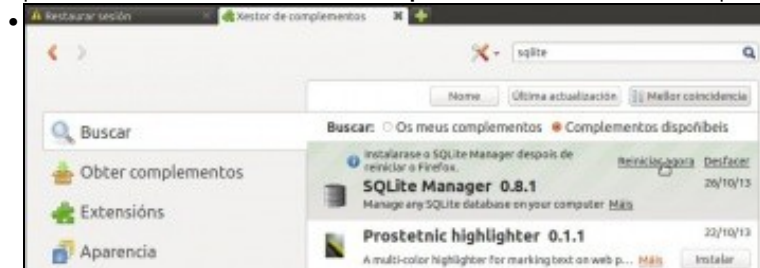 Restaurar sesión
Xestor de complementos
sqlite
Nome Última actualización Mellor coincidencia
Buscar
Buscar: Os meus complementos Complementos dispoñibeis
Instalarase o SQLite Manager despois de reiniciar o Firefox.
Reiniciar agora Desfacer
SQLite Manager 0.8.1 26/10/13
Manage any SQLite database on your computer Máis
Obter complementos
Extensións
Prostetnic highlighter 0.1.1 22/10/13
A multi-color highlighter for marking text on web p... Máis Instalar
Aparencia